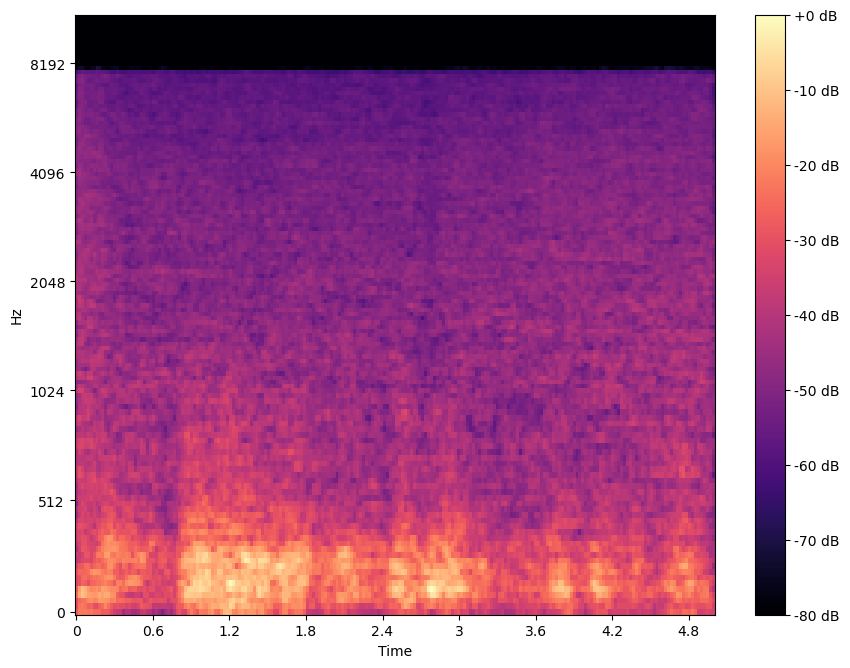 +0 dB
8192
-10 dB
4096
-20 dB
-30 dB
2048
Hz
-40 dB
1024
-50 dB
-60 dB
512
-70 dB
0
-80 dB
0 0.6 1.2 1.8 2.4 3 3.6 4.2 4.8
Time